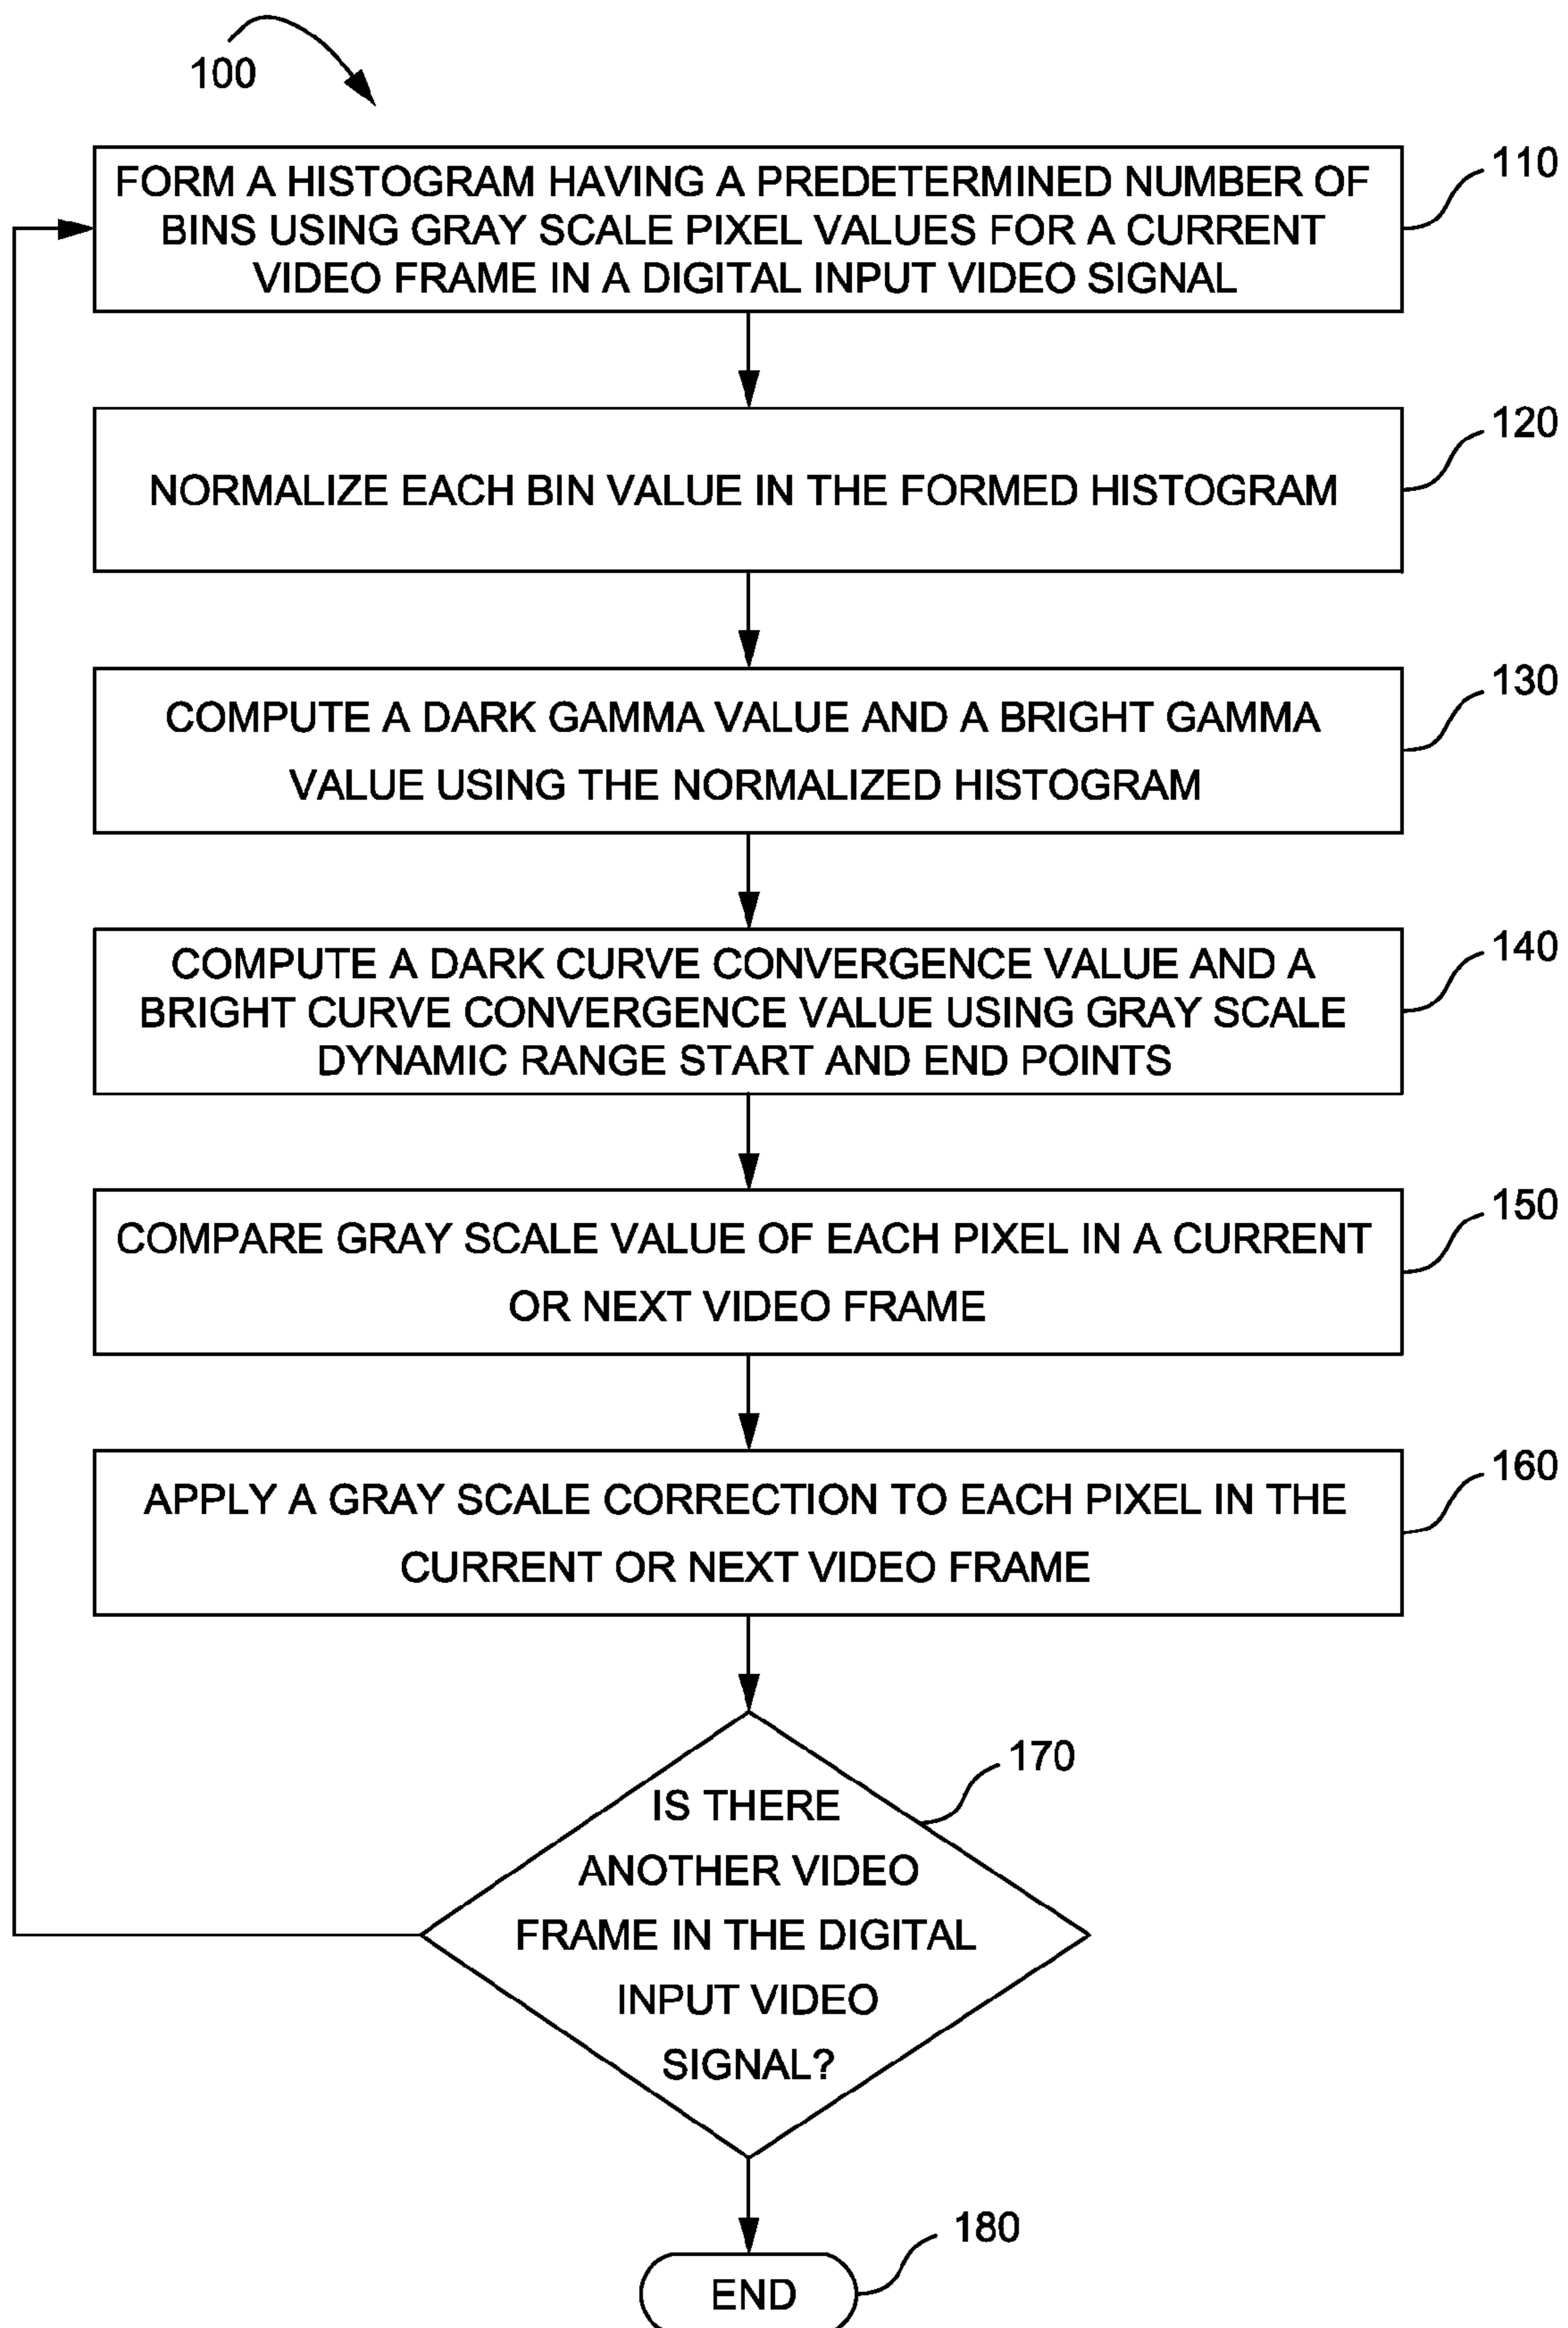 100
FORM A HISTOGRAM HAVING A PREDETERMINED NUMBER OF
BINS USING GRAY SCALE PIXEL VALUES FOR A CURRENT
VIDEO FRAME IN A DIGITAL INPUT VIDEO SIGNAL
110
NORMALIZE EACH BIN VALUE IN THE FORMED HISTOGRAM
120
COMPUTE A DARK GAMMA VALUE AND A BRIGHT GAMMA
VALUE USING THE NORMALIZED HISTOGRAM
130
COMPUTE A DARK CURVE CONVERGENCE VALUE AND A
BRIGHT CURVE CONVERGENCE VALUE USING GRAY SCALE
DYNAMIC RANGE START AND END POINTS
140
COMPARE GRAY SCALE VALUE OF EACH PIXEL IN A CURRENT
OR NEXT VIDEO FRAME
150
APPLY A GRAY SCALE CORRECTION TO EACH PIXEL IN THE
CURRENT OR NEXT VIDEO FRAME
160
IS THERE
ANOTHER VIDEO
FRAME IN THE DIGITAL
INPUT VIDEO
SIGNAL?
170
END
180